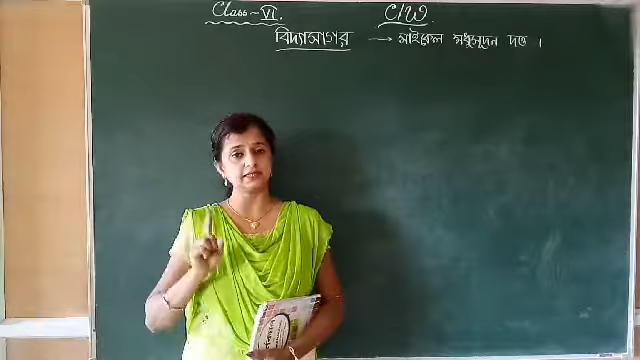 Class - VI. C/W
বিদ্যাসাগর → মাইকেল মধুসূদন দত্ত ।